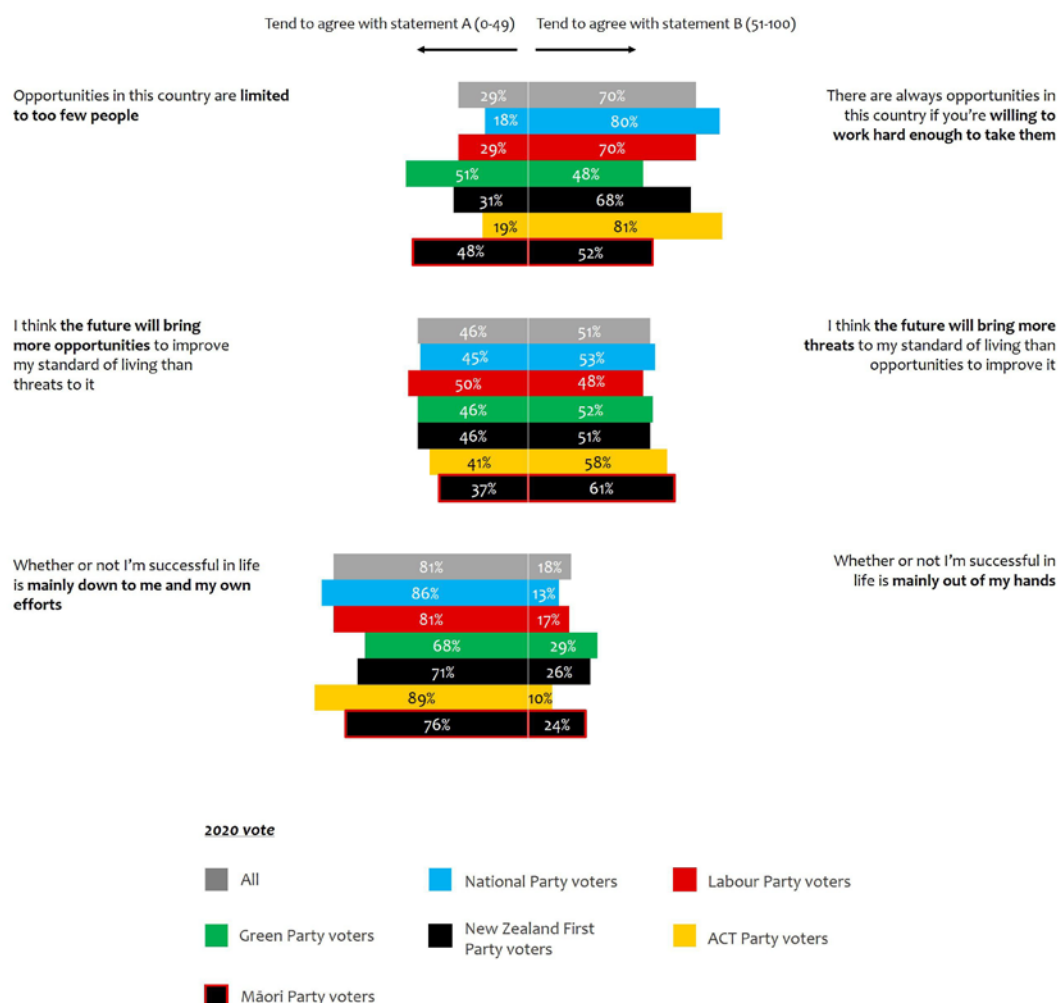 Tend to agree with statement A (0-49) Tend to agree with statement B (51-100)
Opportunities in this country are limited
to too few people
29% 70%
18% 80%
29% 70%
51% 48%
31% 68%
19% 81%
48% 52%
There are always opportunities in
this country if you're willing to
work hard enough to take them
I think the future will bring
more opportunities to improve
my standard of living than
threats to it
46% 51%
45% 53%
50% 48%
46% 52%
46% 51%
41% 58%
37% 61%
I think the future will bring more
threats to my standard of living than
opportunities to improve it
Whether or not I'm successful in life
is mainly down to me and my own
efforts
81% 18%
86% 13%
81% 17%
68% 29%
71% 26%
89% 10%
76% 24%
Whether or not I'm successful in
life is mainly out of my hands
2020 vote
All
National Party voters
Labour Party voters
Green Party voters
New Zealand First
Party voters
ACT Party voters
Māori Party voters